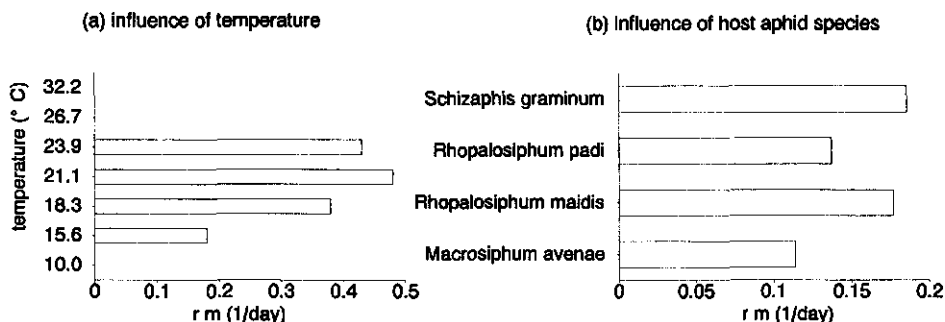 (a) influence of temperature
temperature (° C)
32.2
26.7
23.9
21.1
18.3
15.6
10.0
0 0.1 0.2 0.3 0.4 0.5
r m (1/day)
(b) Influence of host aphid species
Schizaphis graminum
Rhopalosiphum padi
Rhopalosiphum maidis
Macrosiphum avenae
0 0.1 0.15 0.2
r m (1/day)